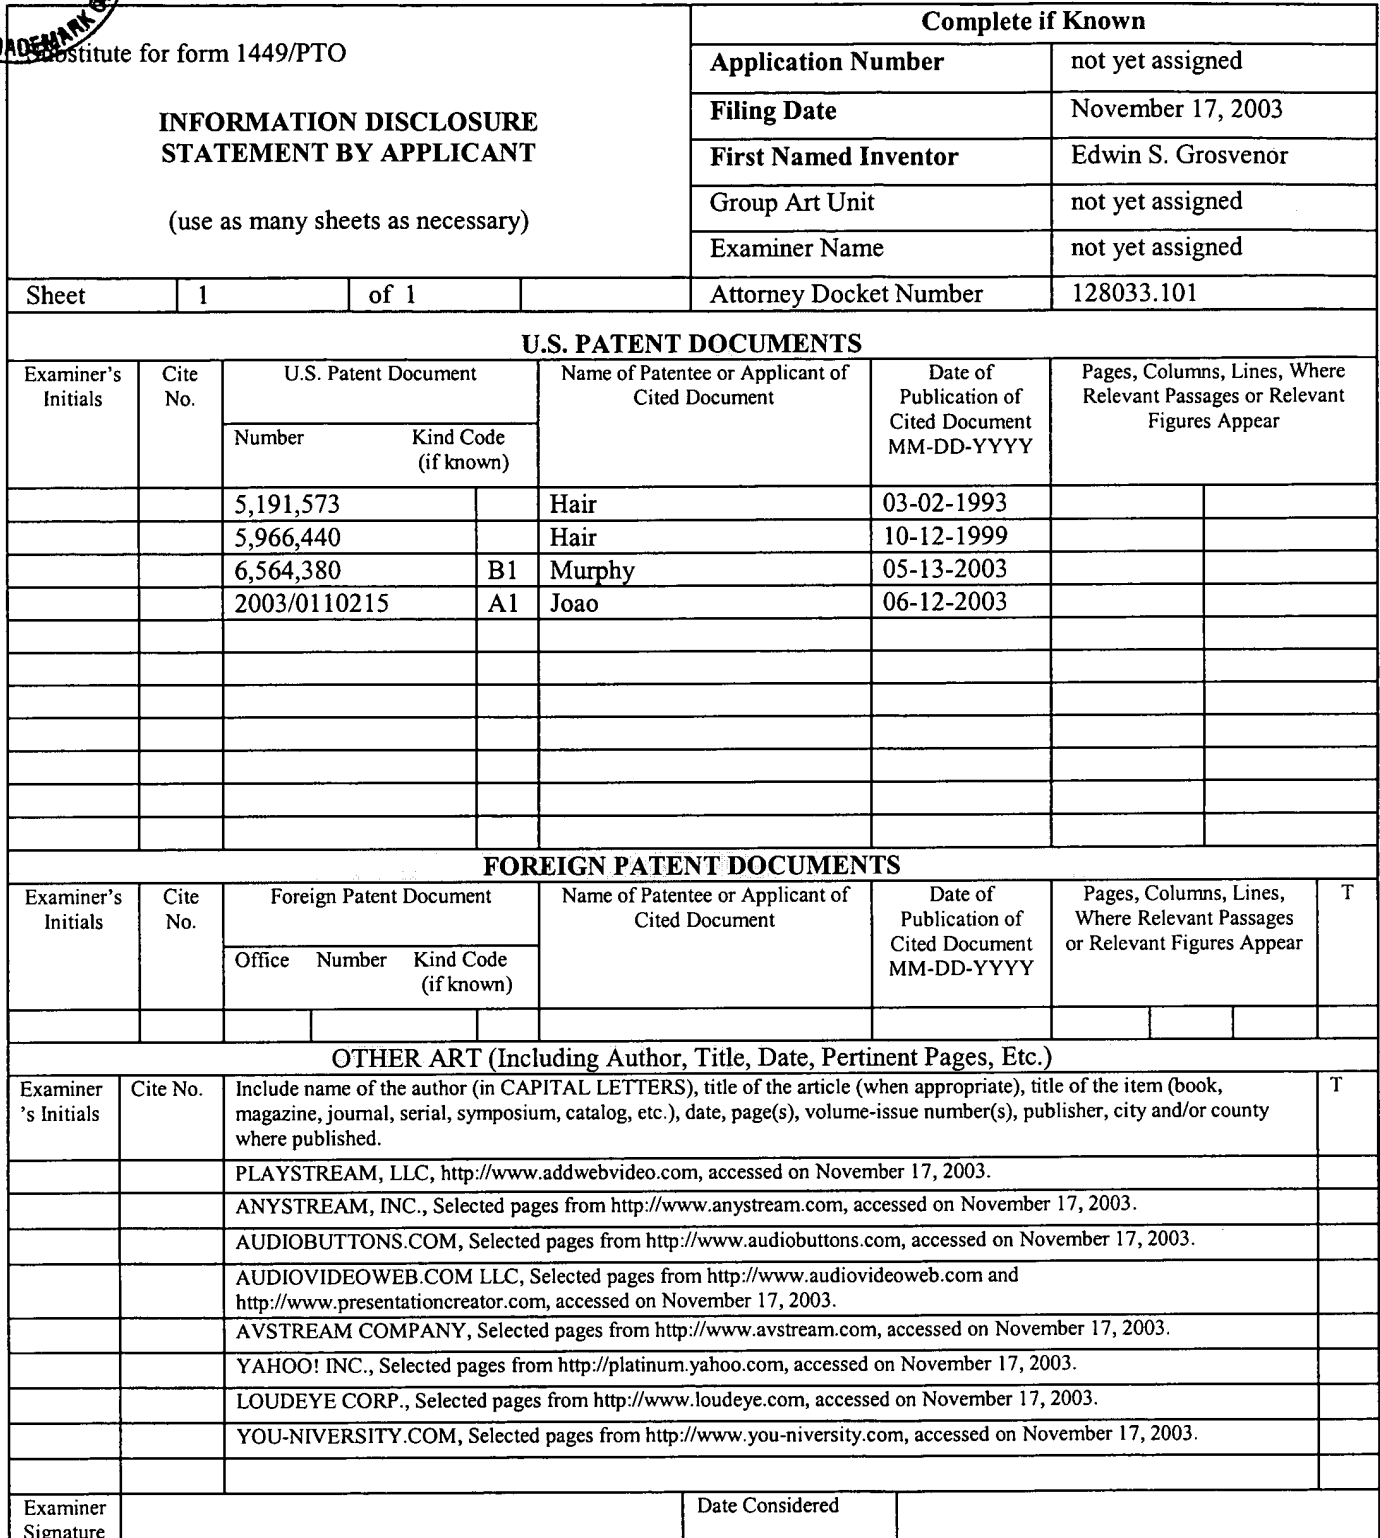 Substitute for form 1449/PTO
INFORMATION DISCLOSURE
STATEMENT BY APPLICANT
(use as many sheets as necessary)
Complete if Known
Application Number not yet assigned
Filing Date November 17, 2003
First Named Inventor Edwin S. Grosvenor
Group Art Unit not yet assigned
Examiner Name not yet assigned
Sheet 1 of 1 Attorney Docket Number 128033.101
U.S. PATENT DOCUMENTS
Examiner's Cite U.S. Patent Document Name of Patentee or Applicant of Date of Pages, Columns, Lines, Where
Initials No. Cited Document Publication of Relevant Passages or Relevant
Cited Document Figures Appear
Number Kind Code MM-DD-YYYY
(if known)
5,191,573 Hair 03-02-1993
5,966,440 Hair 10-12-1999
6,564,380 B1 Murphy 05-13-2003
2003/0110215 A1 Joao 06-12-2003
FOREIGN PATENT DOCUMENTS
Examiner's Cite Foreign Patent Document Name of Patentee or Applicant of Date of Pages, Columns, Lines, T
Initials No. Cited Document Publication of Where Relevant Passages
Cited Document or Relevant Figures Appear
Office Number Kind Code MM-DD-YYYY
(if known)
OTHER ART (Including Author, Title, Date, Pertinent Pages, Etc.)
Examiner Cite No. Include name of the author (in CAPITAL LETTERS), title of the article (when appropriate), title of the item (book, T
's Initials magazine, journal, serial, symposium, catalog, etc.), date, page(s), volume-issue number(s), publisher, city and/or county
where published.
PLAYSTREAM, LLC, http://www.addwebvideo.com, accessed on November 17, 2003.
ANYSTREAM, INC., Selected pages from http://www.anystream.com, accessed on November 17, 2003.
AUDIOBUTTONS.COM, Selected pages from http://www.audiobuttons.com, accessed on November 17, 2003.
AUDIOVIDEOWEB.COM LLC, Selected pages from http://www.audiovideoweb.com and
http://www.presentationcreator.com, accessed on November 17, 2003.
AVSTREAM COMPANY, Selected pages from http://www.avstream.com, accessed on November 17, 2003.
YAHOO! INC., Selected pages from http://platinum.yahoo.com, accessed on November 17, 2003.
LOUDEYE CORP., Selected pages from http://www.loudeye.com, accessed on November 17, 2003.
YOU-NIVERSITY.COM, Selected pages from http://www.you-niversity.com, accessed on November 17, 2003.
Examiner Date Considered
Signature